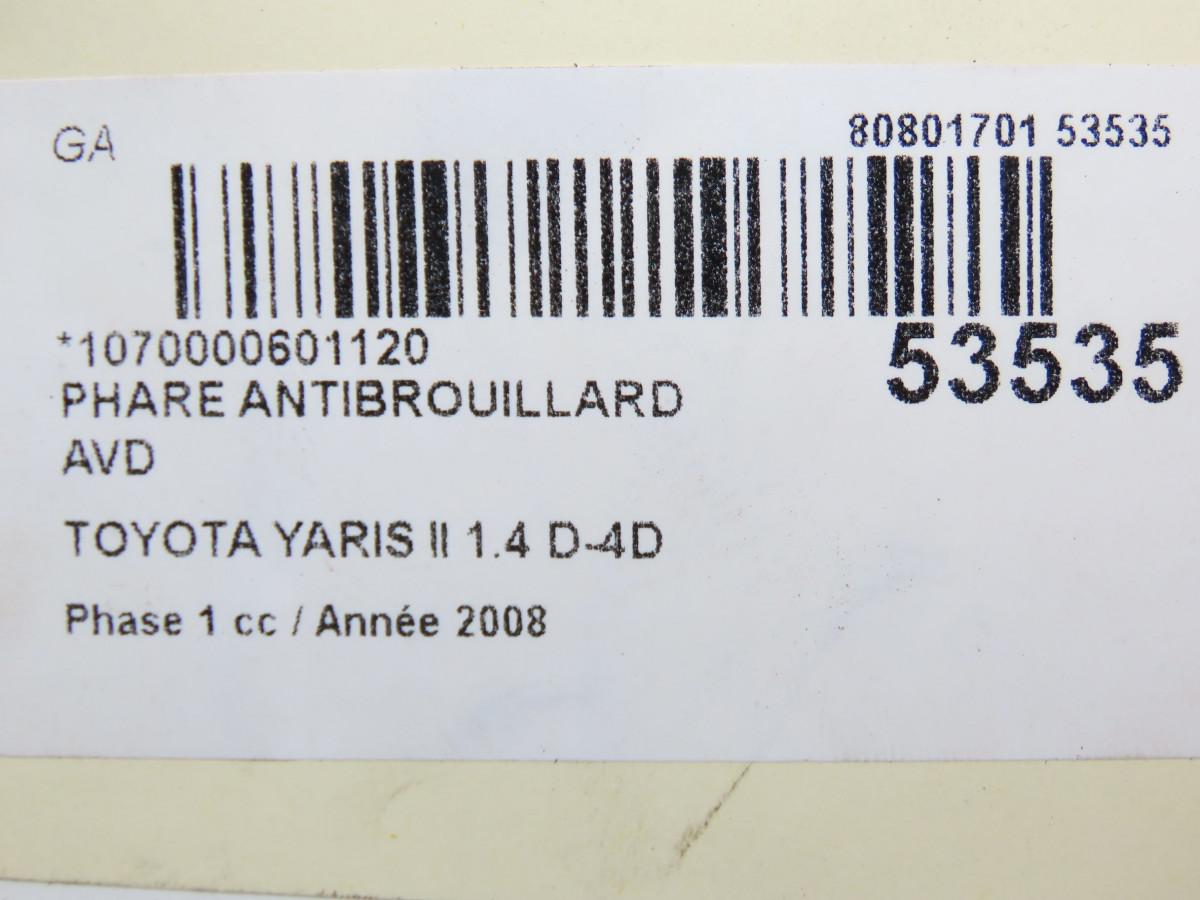 GA
80801701 53535
*1070000601120
53535
PHARE ANTIBROUILLARD
AVD
TOYOTA YARIS II 1.4 D-4D
Phase 1 cc / Année 2008